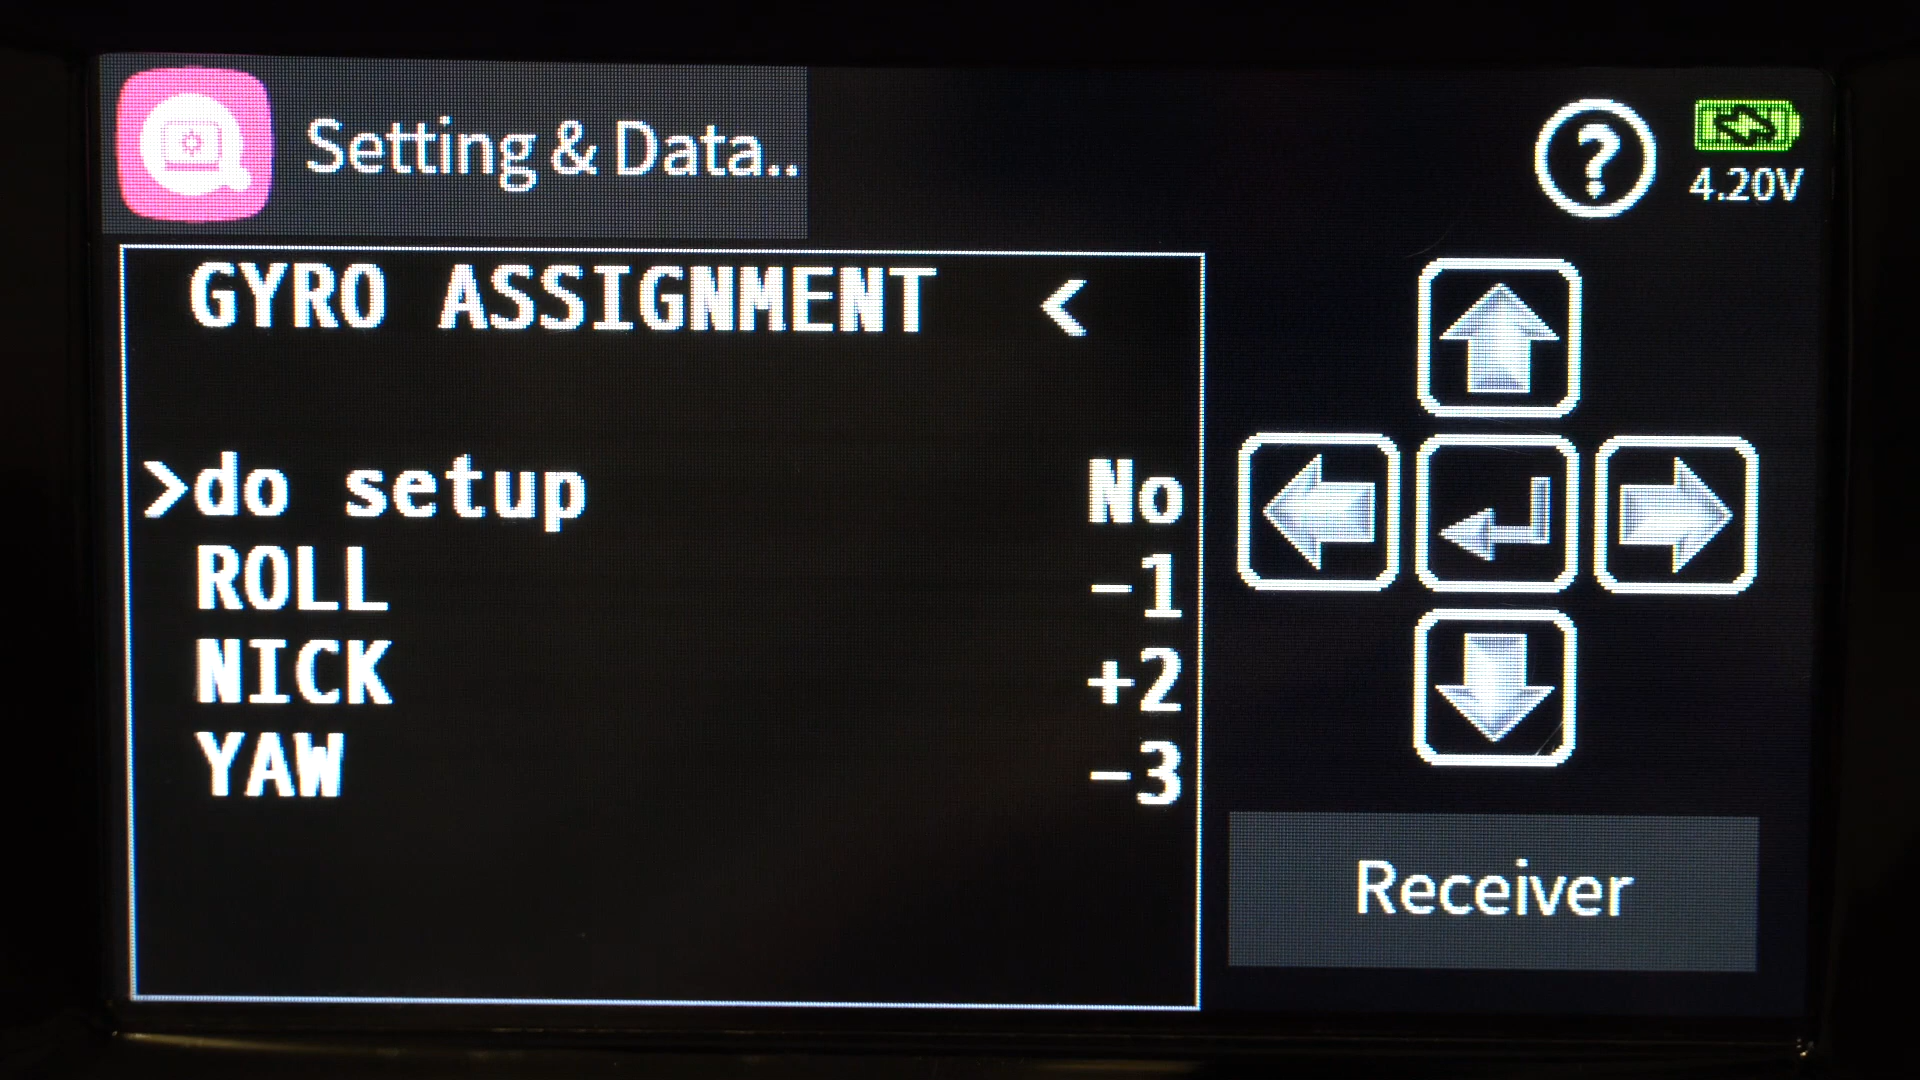 Setting & Data..
?
4.20V
GYRO ASSIGNMENT <
>do setup No
ROLL -1
NICK +2
YAW -3
Receiver